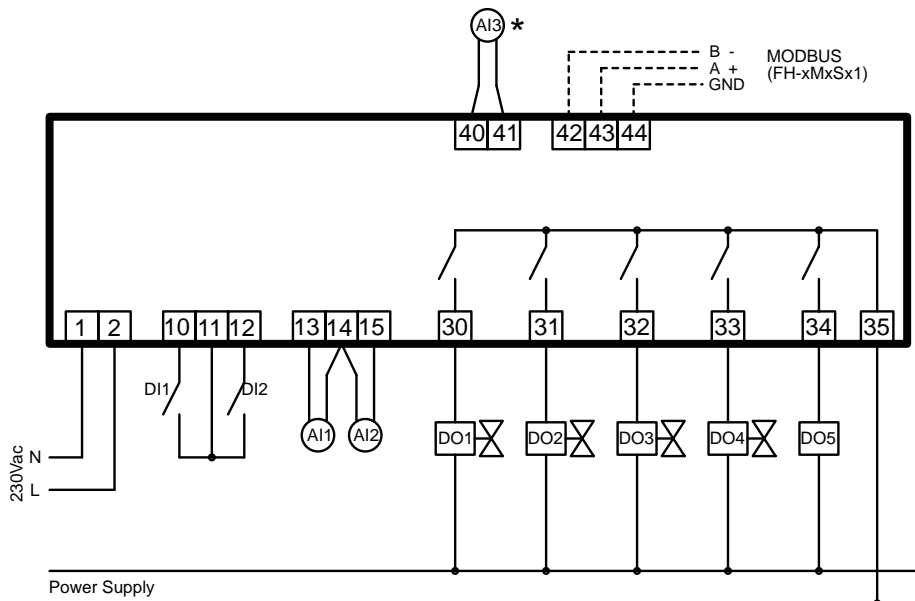 AI3 *
B -
A +
GND
MODBUS
(FH-xMxSx1)
40 41 42 43 44
1 2 10 11 12 13 14 15 30 31 32 33 34 35
DI1 DI2
AI1 AI2
DO1 DO2 DO3 DO4 DO5
230Vac
N
L
Power Supply